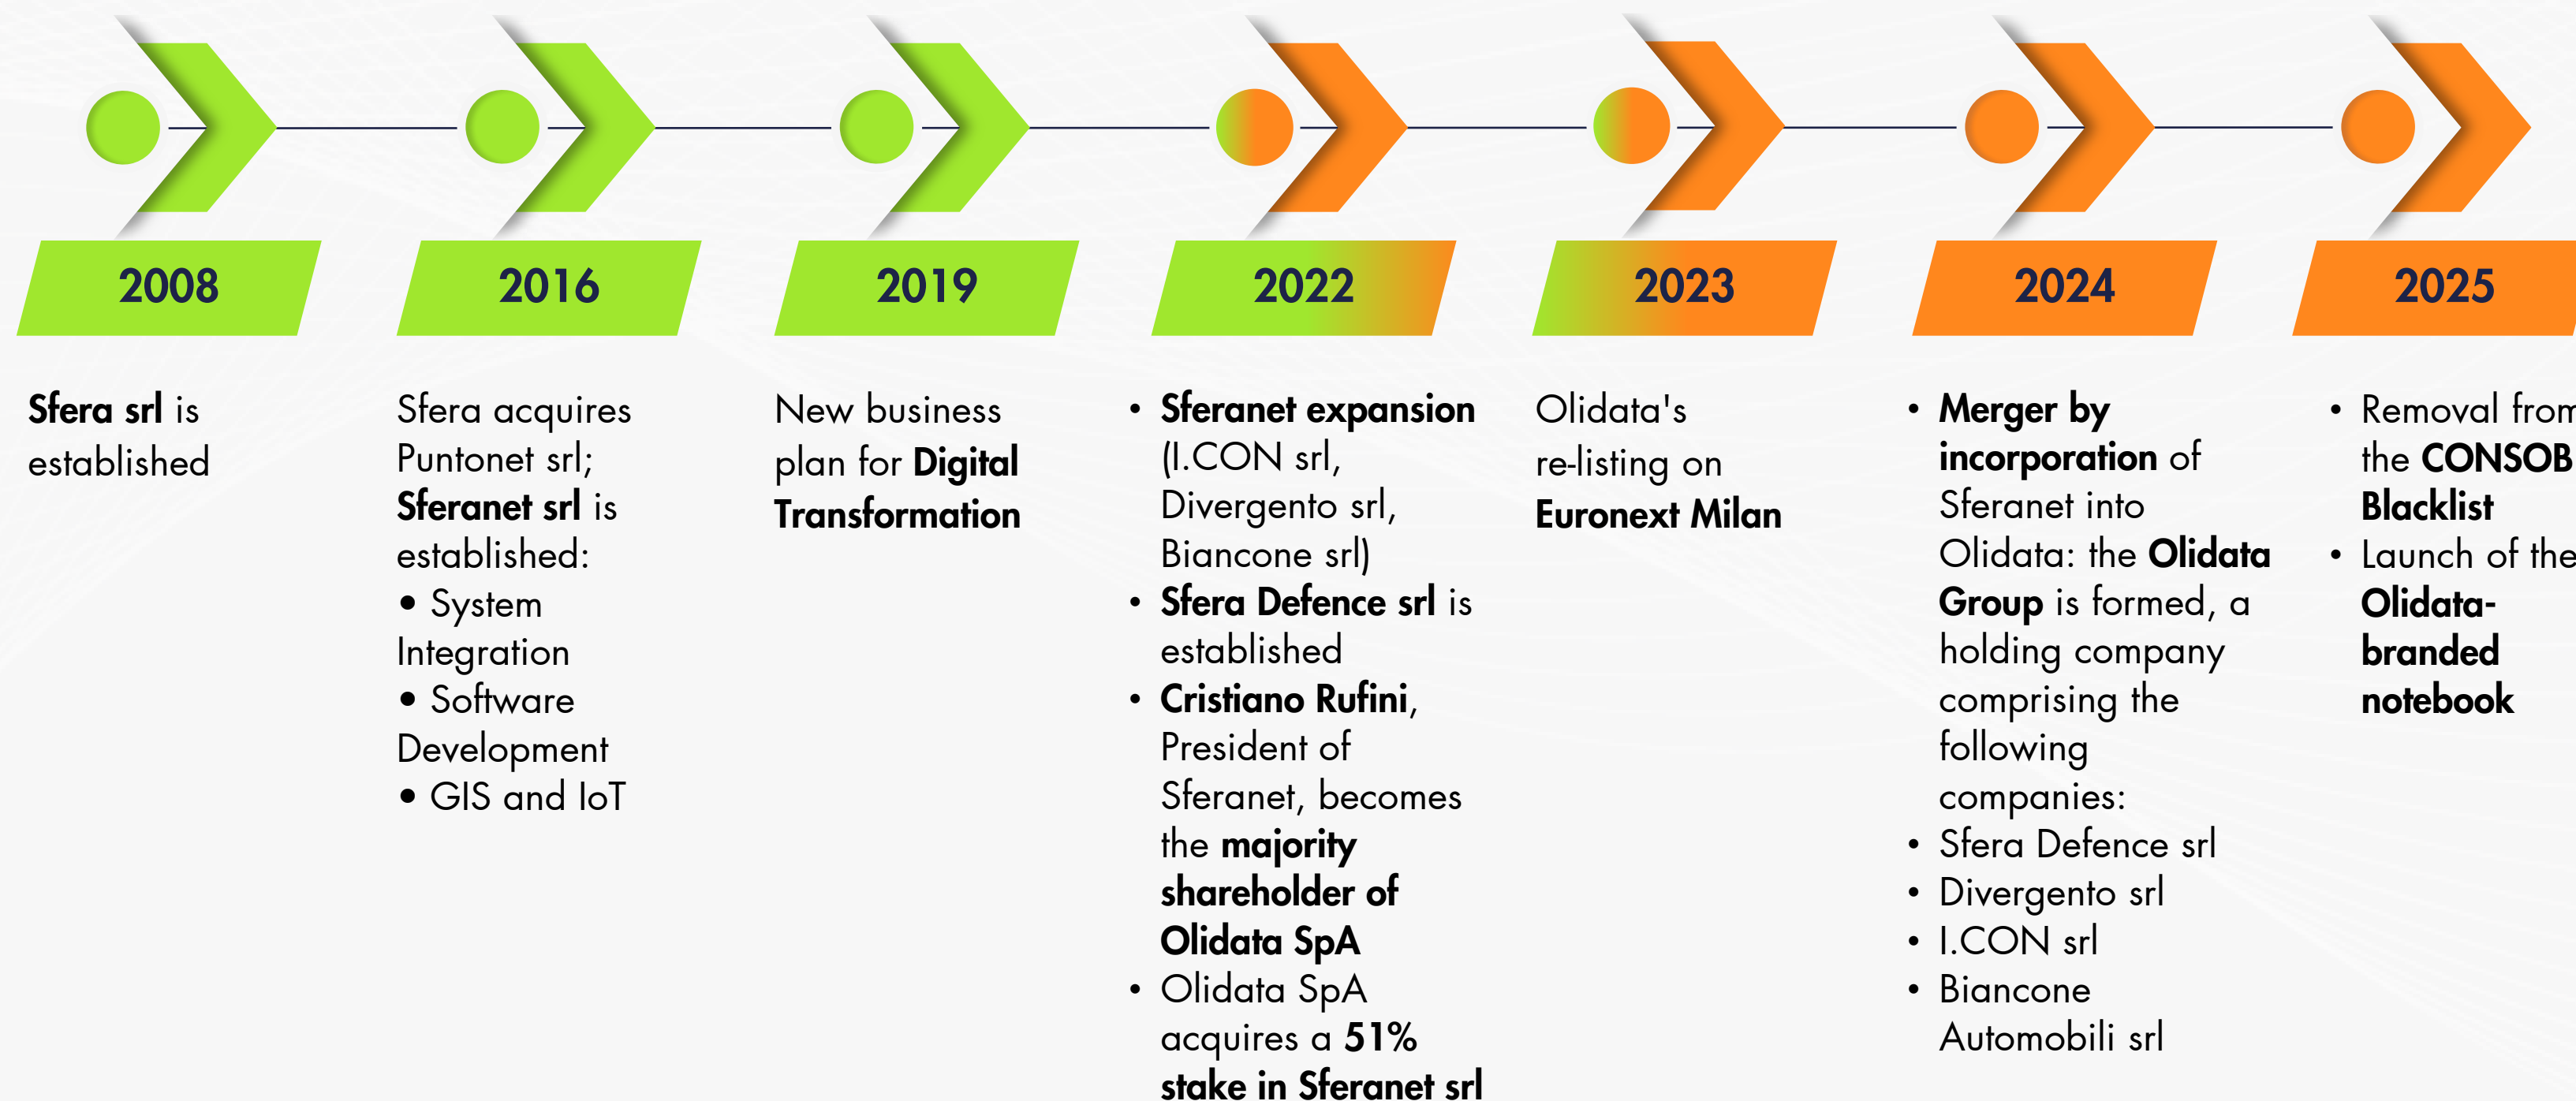 2008
2016
2019
2022
2023
2024
2025
Sfera srl is
established
Sfera acquires
Puntonet srl;
Sferanet srl is
established:
• System
Integration
• Software
Development
• GIS and IoT
New business
plan for Digital
Transformation
• Sferanet expansion
(I.CON srl,
Divergento srl,
Biancone srl)
• Sfera Defence srl is
established
• Cristiano Rufini,
President of
Sferanet, becomes
the majority
shareholder of
Olidata SpA
• Olidata SpA
acquires a 51%
stake in Sferanet srl
Olidata's
re-listing on
Euronext Milan
• Merger by
incorporation of
Sferanet into
Olidata: the Olidata
Group is formed, a
holding company
comprising the
following
companies:
• Sfera Defence srl
• Divergento srl
• I.CON srl
• Biancone
Automobili srl
• Removal from
the CONSOB
Blacklist
• Launch of the
Olidata-
branded
notebook